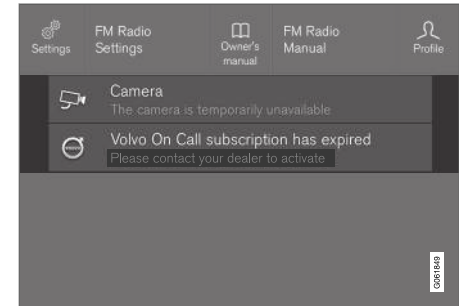 Settings
FM Radio
Settings
Owner's
manual
FM Radio
Manual
Profile
Camera
The camera is temporarily unavailable
Volvo On Call subscription has expired
Please contact your dealer to activate
G061849